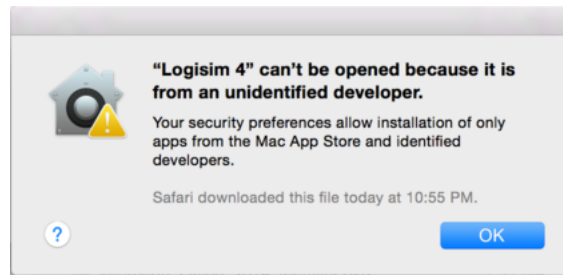 “Logisim 4” can’t be opened because it is
from an unidentified developer.
Your security preferences allow installation of only
apps from the Mac App Store and identified
developers.
Safari downloaded this file today at 10:55 PM.
?
OK